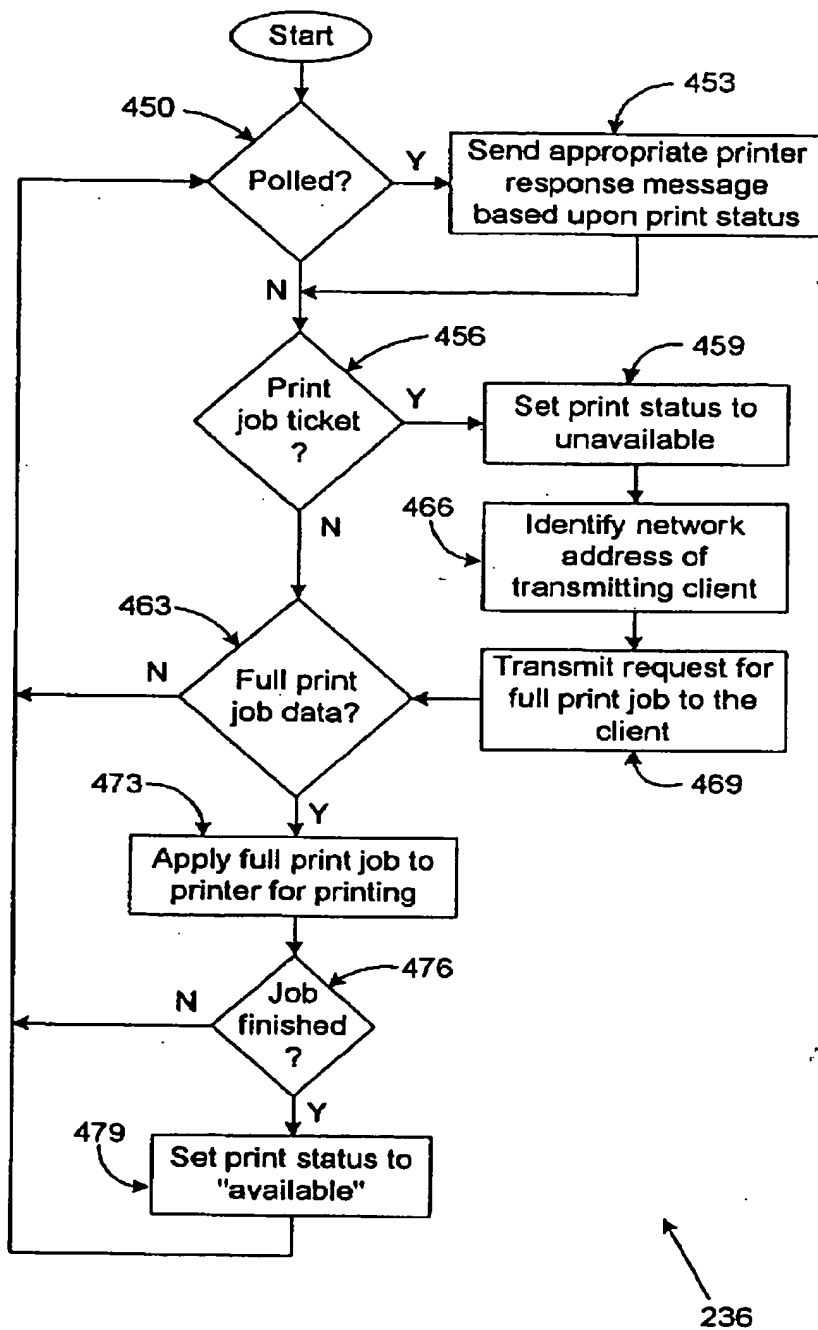 Start
450
453
Polled?
Y
Send appropriate printer
response message
based upon print status
N
456
459
Print
job ticket
?
Y
Set print status to
unavailable
N
466
Identify network
address of
transmitting client
463
N
Full print
job data?
Transmit request for
full print job to the
client
473
Y
469
Apply full print job to
printer for printing
476
N
Job
finished
?
Y
479
Set print status to
"available"
236